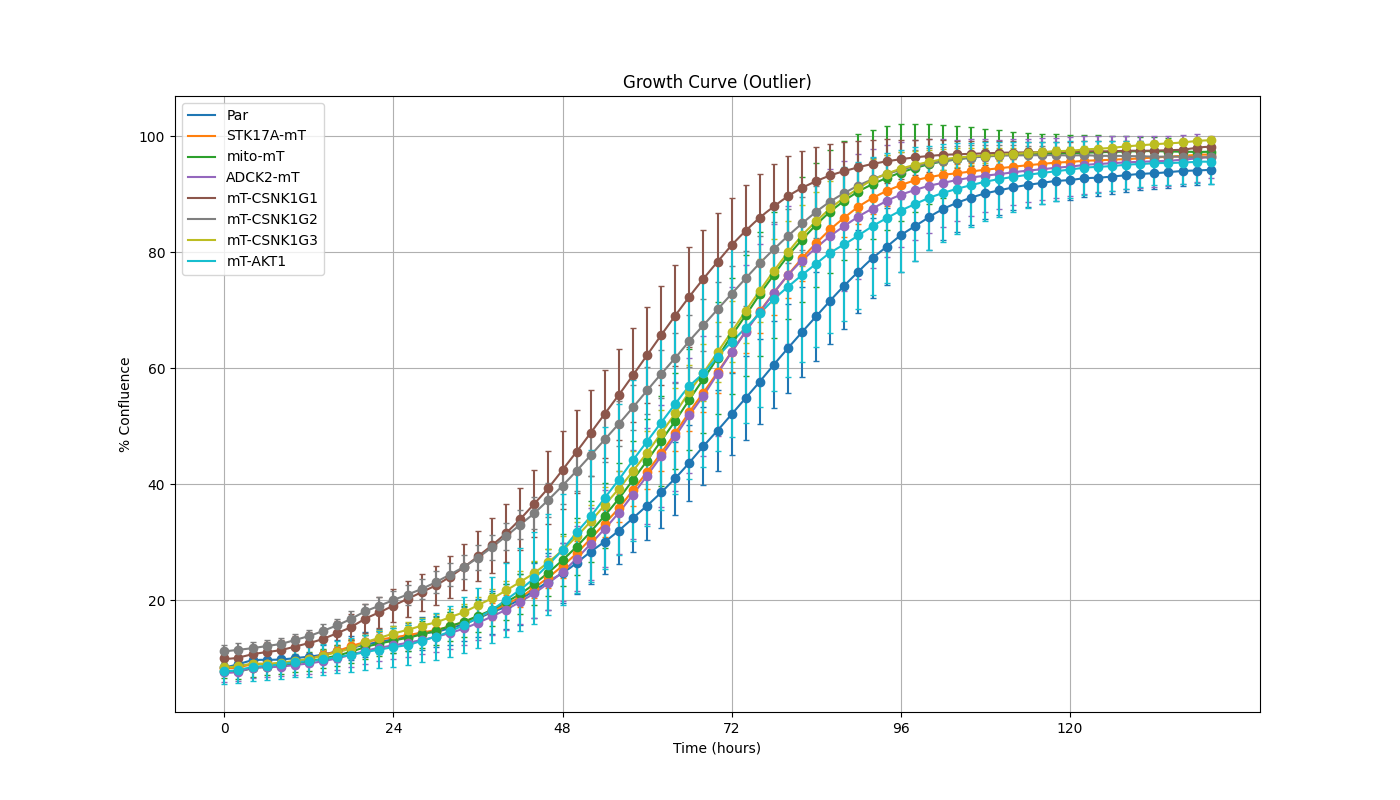 Growth Curve (Outlier)
Par
STK17A-mT
mito-mT
ADCK2-mT
mT-CSNK1G1
mT-CSNK1G2
mT-CSNK1G3
mT-AKT1
% Confluence
100
80
60
40
20
0 24 48 72 96 120
Time (hours)